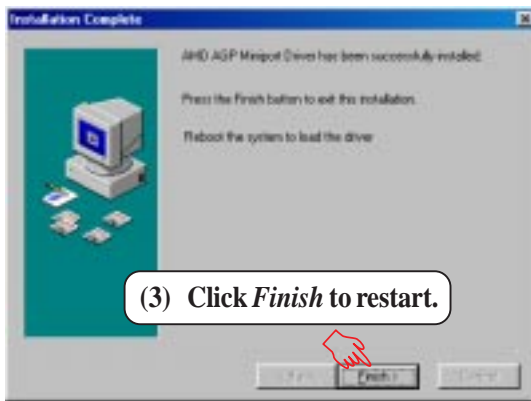 Installation Complete
AMD AGP Miniport Driver has been successfully installed.
Press the Finish button to exit this installation.
Reboot the system to load the driver
(3) Click Finish to restart.
Finish